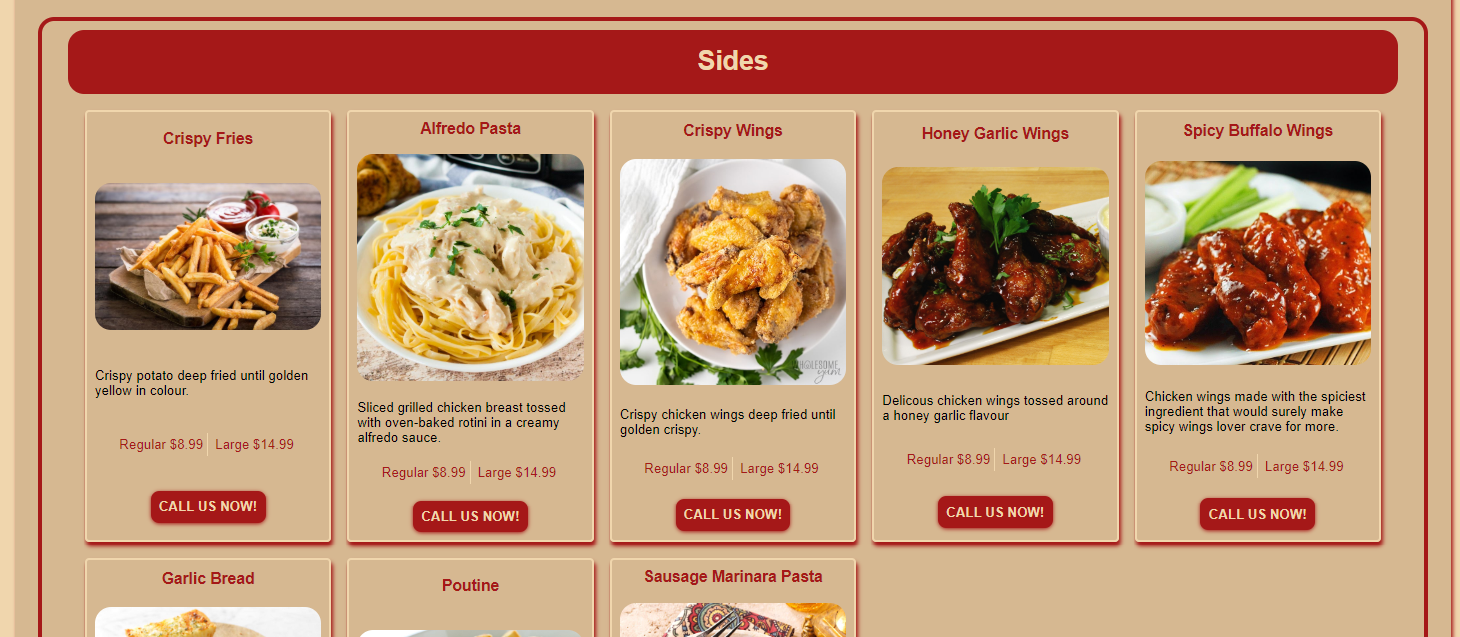 Sides
Crispy Fries
Crispy potato deep fried until golden
yellow in colour.
Regular $8.99
Large $14.99
CALL US NOW!
Alfredo Pasta
Sliced grilled chicken breast tossed
with oven-baked rotini in a creamy
alfredo sauce.
Regular $8.99
Large $14.99
CALL US NOW!
Crispy Wings
WHOLESOME
yum
Crispy chicken wings deep fried until
golden crispy.
Regular $8.99
Large $14.99
CALL US NOW!
Honey Garlic Wings
Delicous chicken wings tossed around
a honey garlic flavour
Regular $8.99
Large $14.99
CALL US NOW!
Spicy Buffalo Wings
Chicken wings made with the spiciest
ingredient that would surely make
spicy wings lover crave for more.
Regular $8.99
Large $14.99
CALL US NOW!
Garlic Bread
Poutine
Sausage Marinara Pasta